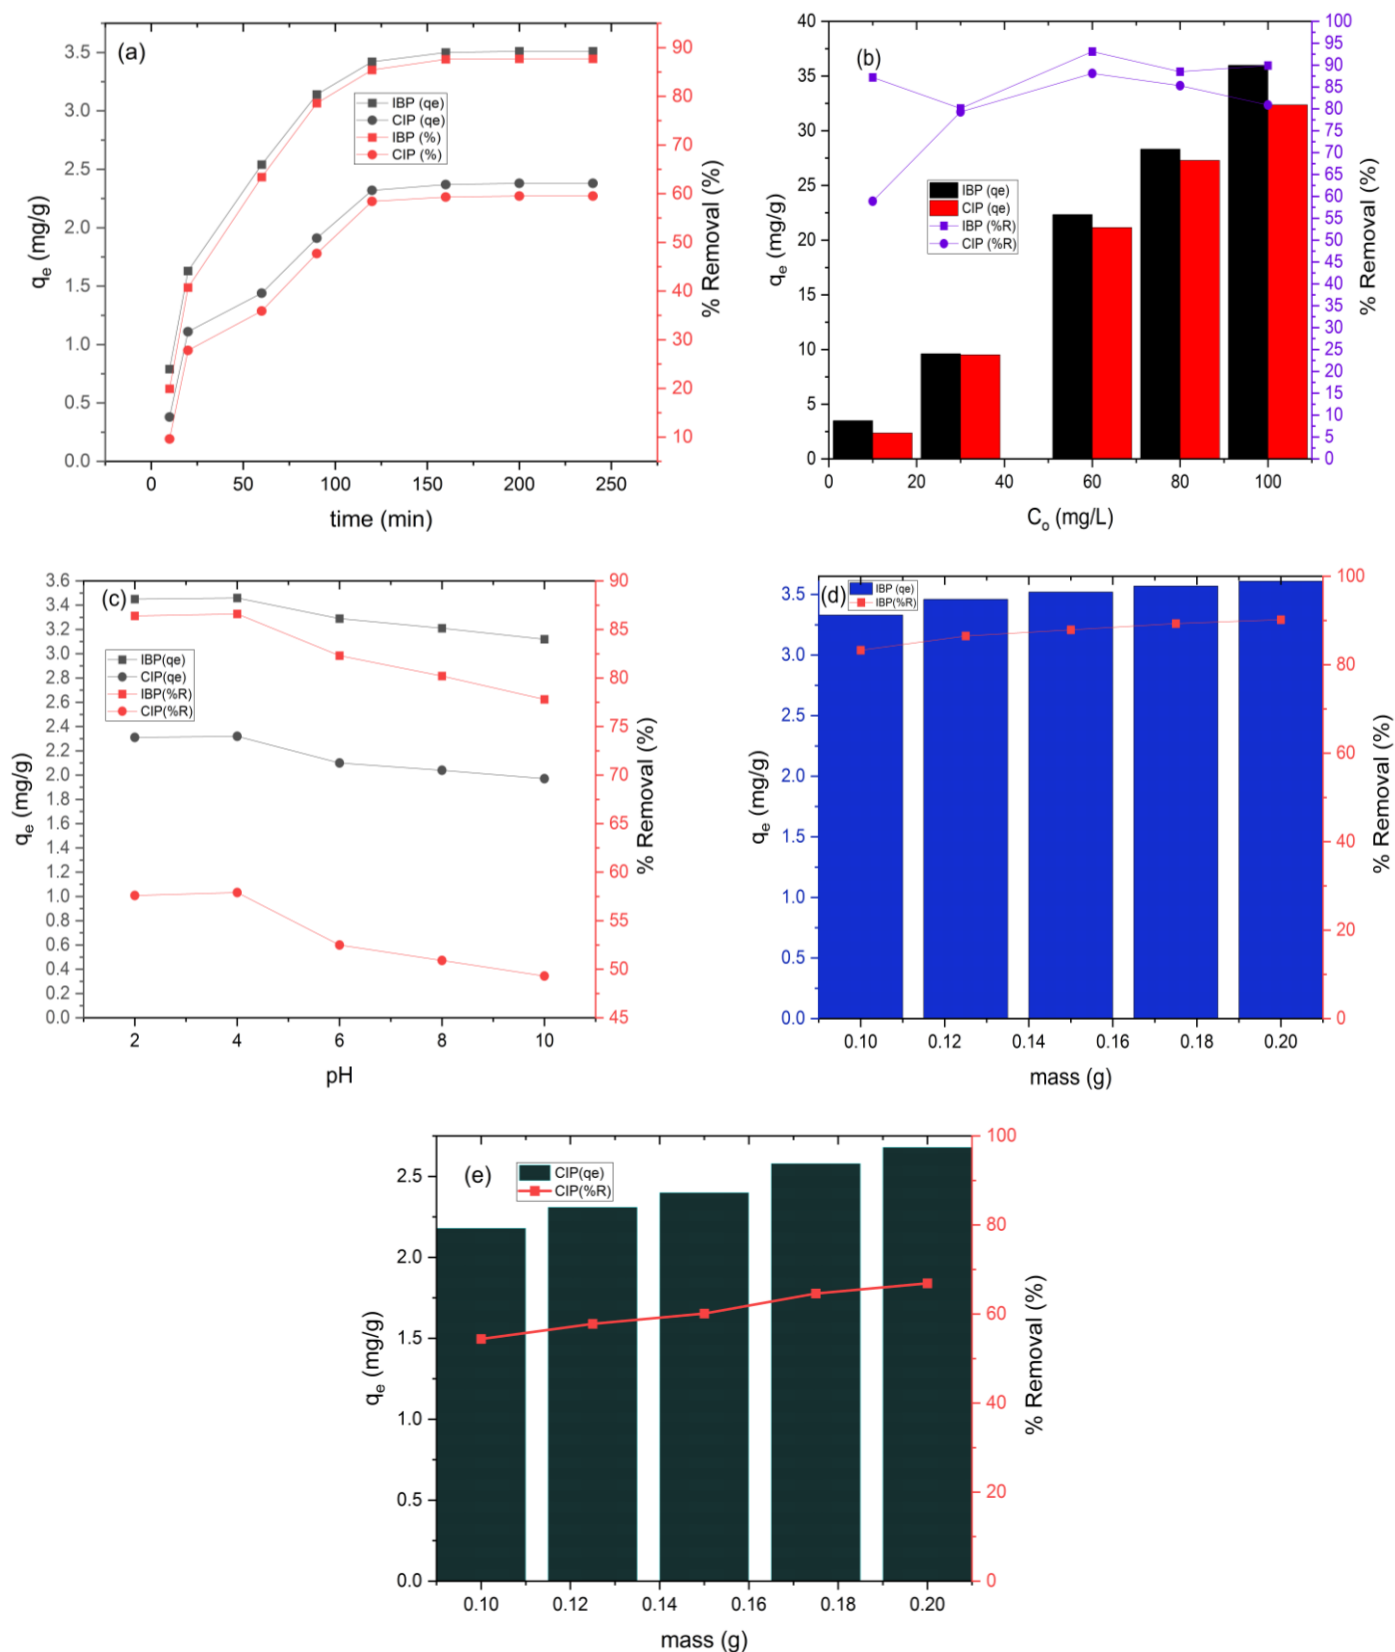 (a)
IBP (qe)
CIP (qe)
IBP (%)
CIP (%)
3.5
3.0
2.5
2.0
1.5
1.0
0.5
0.0
qe (mg/g)
90
80
70
60
50
40
30
20
10
% Removal (%)
0 50 100 150 200 250
time (min)
(b)
IBP (qe)
CIP (qe)
IBP (%R)
CIP (%R)
40
35
30
25
20
15
10
5
0
qe (mg/g)
100
95
90
85
80
75
70
65
60
55
50
45
40
35
30
25
20
15
10
5
0
% Removal (%)
0 20 40 60 80 100
Co (mg/L)
(c)
IBP(qe)
CIP(qe)
IBP(%R)
CIP(%R)
3.6
3.4
3.2
3.0
2.8
2.6
2.4
2.2
2.0
1.8
1.6
1.4
1.2
1.0
0.8
0.6
0.4
0.2
0.0
qe (mg/g)
90
85
80
75
70
65
60
55
50
45
% Removal (%)
2 4 6 8 10
pH
(d)
IBP (qe)
IBP(%R)
3.5
3.0
2.5
2.0
1.5
1.0
0.5
0.0
qe (mg/g)
100
80
60
40
20
0
% Removal (%)
0.10 0.12 0.14 0.16 0.18 0.20
mass (g)
(e)
CIP(qe)
CIP(%R)
2.5
2.0
1.5
1.0
0.5
0.0
qe (mg/g)
100
80
60
40
20
0
% Removal (%)
0.10 0.12 0.14 0.16 0.18 0.20
mass (g)